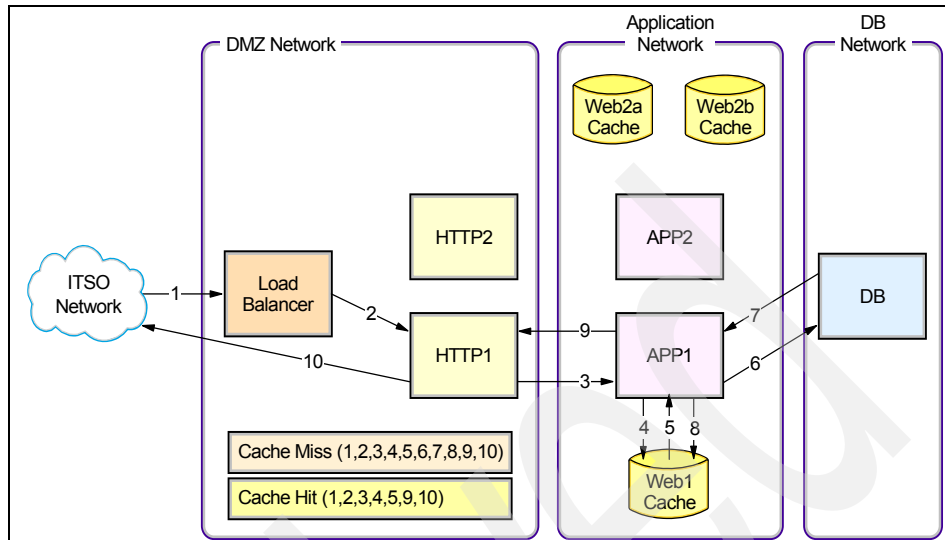 DMZ Network
Application
Network
DB
Network
Web2a
Cache
Web2b
Cache
HTTP2
APP2
ITSO
Network
1
Load
Balancer
2
HTTP1
9
3
APP1
7
6
DB
10
4
5
8
Web1
Cache
Cache Miss (1,2,3,4,5,6,7,8,9,10)
Cache Hit (1,2,3,4,5,9,10)